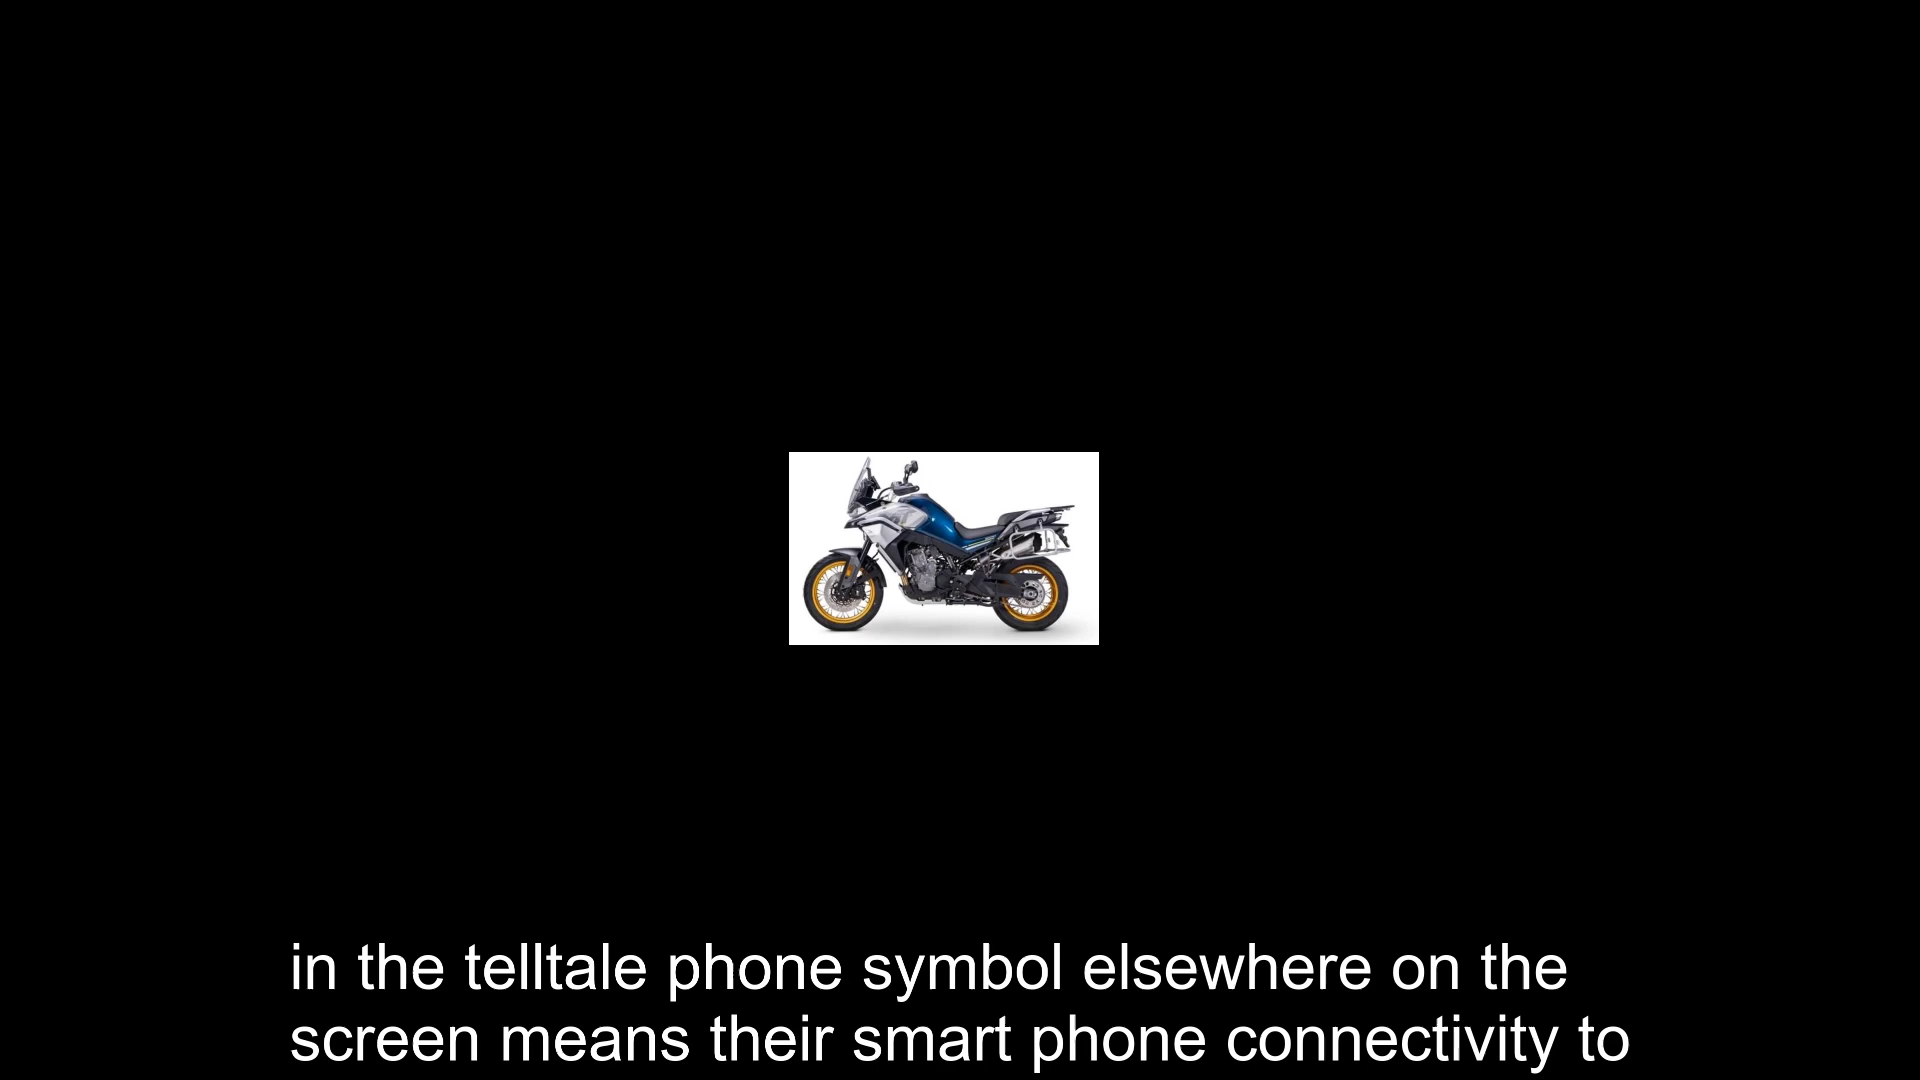 in the telltale phone symbol elsewhere on the
screen means their smart phone connectivity to